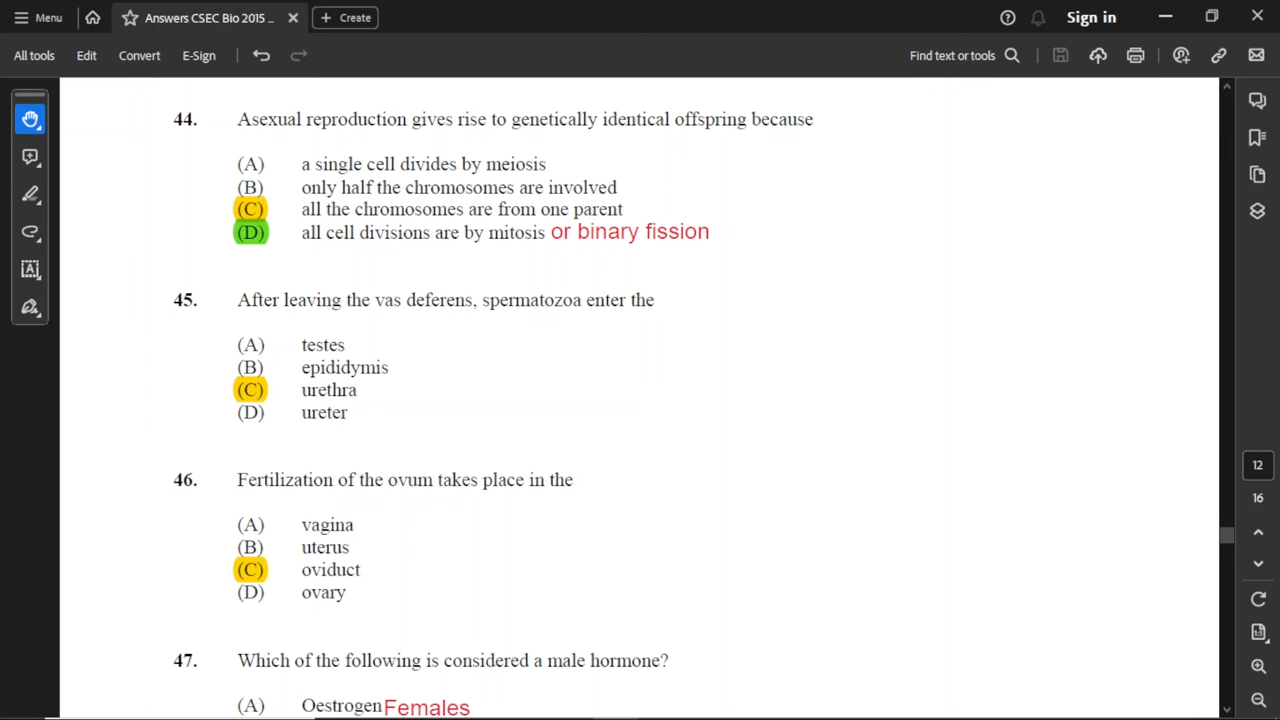 Menu
Answers CSEC Bio 2015 ...
Create
Sign in
All tools Edit Convert E-Sign
Find text or tools
44. Asexual reproduction gives rise to genetically identical offspring because
(A) a single cell divides by meiosis
(B) only half the chromosomes are involved
(C) all the chromosomes are from one parent
(D) all cell divisions are by mitosis or binary fission
45. After leaving the vas deferens, spermatozoa enter the
(A) testes
(B) epididymis
(C) urethra
(D) ureter
46. Fertilization of the ovum takes place in the
(A) vagina
(B) uterus
(C) oviduct
(D) ovary
47. Which of the following is considered a male hormone?
(A) Oestrogen Females
12
16